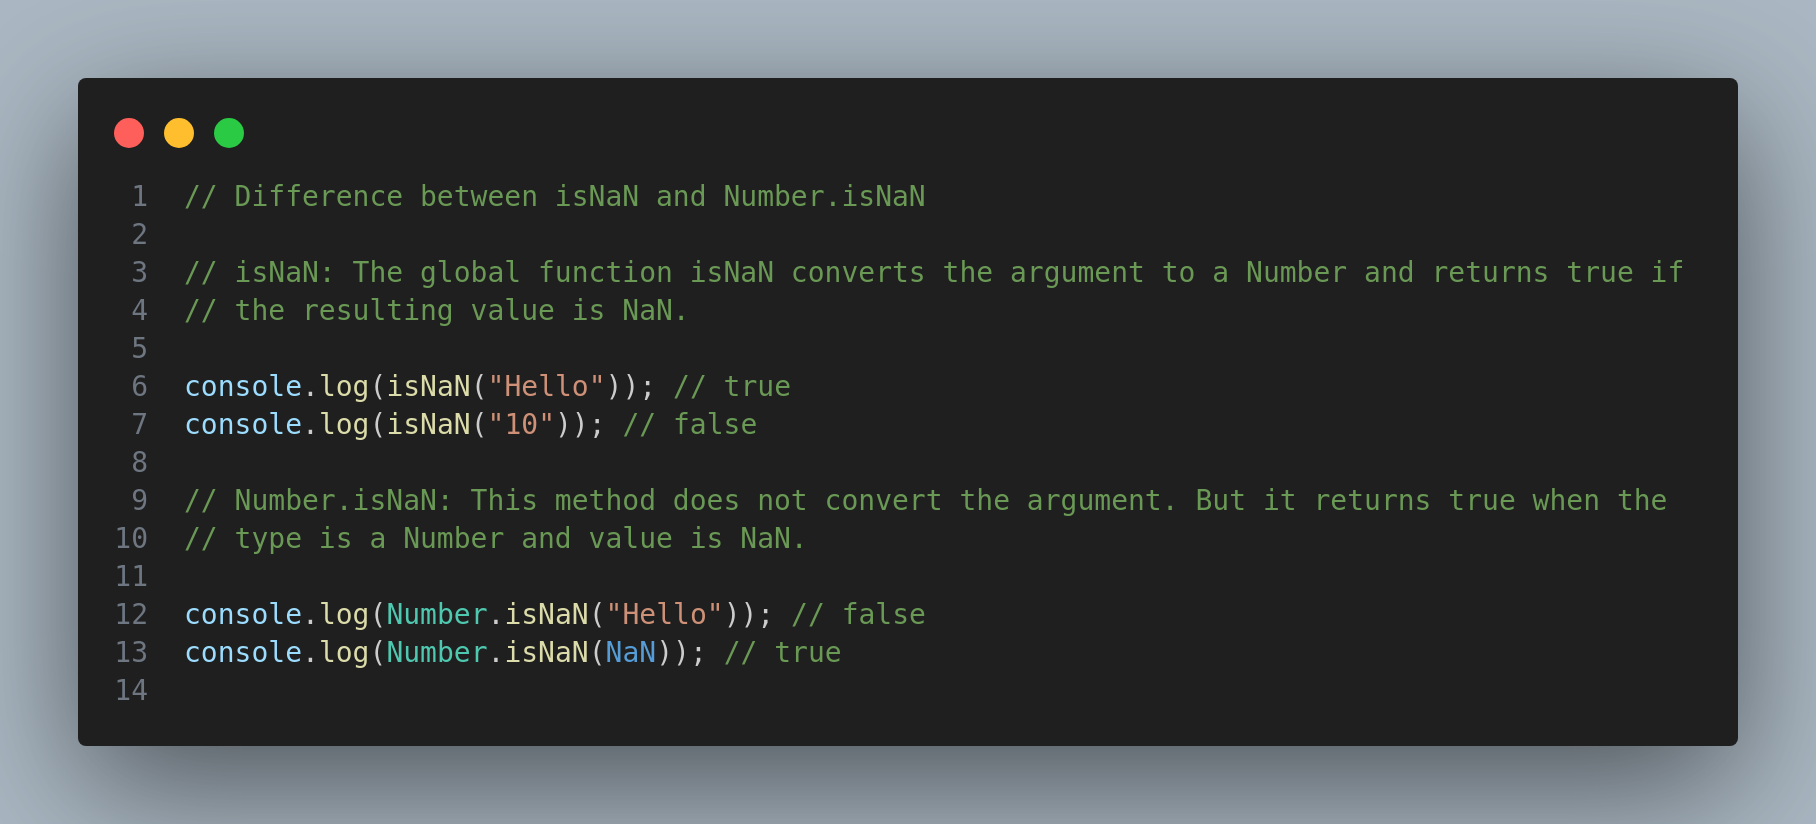 1 // Difference between isNaN and Number.isNaN
2
3 // isNaN: The global function isNaN converts the argument to a Number and returns true if
4 // the resulting value is NaN.
5
6 console.log(isNaN("Hello")); // true
7 console.log(isNaN("10")); // false
8
9 // Number.isNaN: This method does not convert the argument. But it returns true when the
10 // type is a Number and value is NaN.
11
12 console.log(Number.isNaN("Hello")); // false
13 console.log(Number.isNaN(NaN)); // true
14